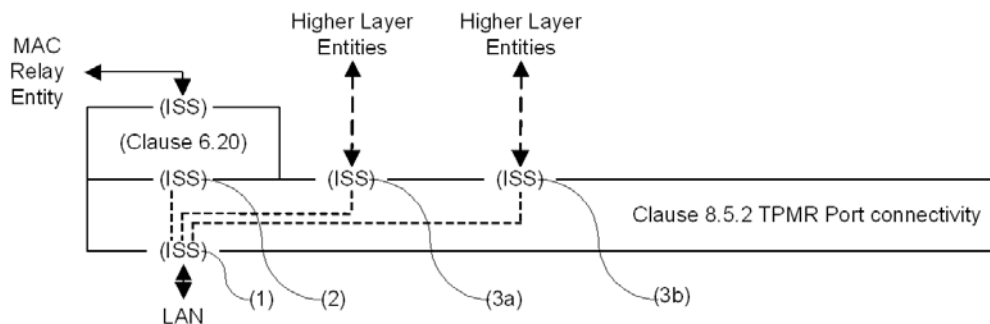 Higher Layer
Entities
Higher Layer
Entities
MAC
Relay
Entity
(ISS)
(Clause 6.20)
(ISS)
(ISS)
(ISS)
Clause 8.5.2 TPMR Port connectivity
(ISS)
(1)
(2)
(3a)
(3b)
LAN